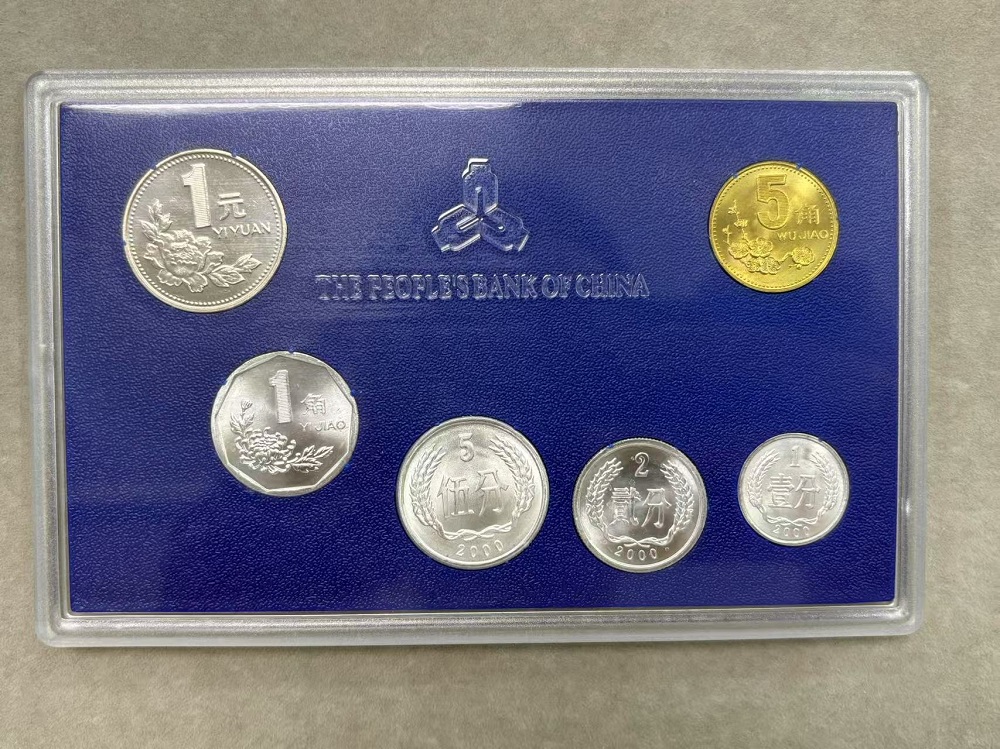 1
元
YI YUAN
5
角
WU JIAO
THE PEOPLE'S BANK OF CHINA
1
角
YI JIAO
5
伍分
2000
2
贰分
2000
1
壹分
2000